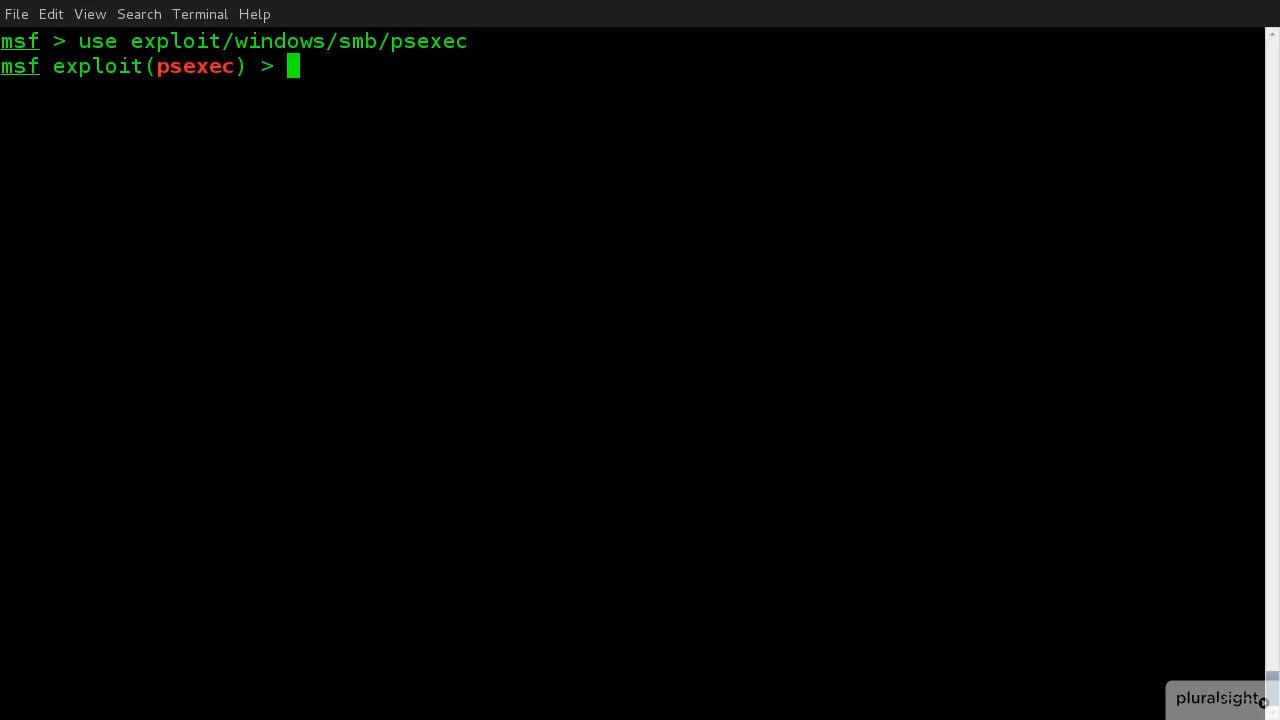 File Edit View Search Terminal Help
msf > use exploit/windows/smb/psexec
msf exploit(psexec) >
pluralsight